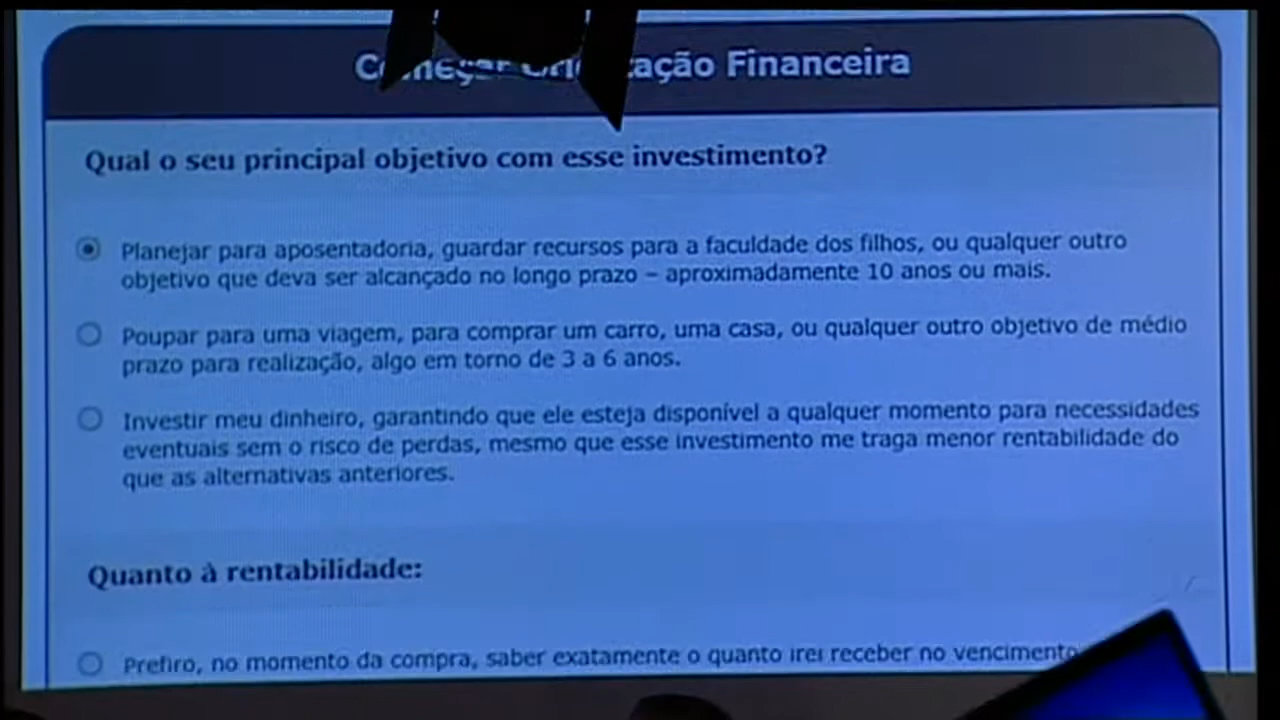 Começar Orientação Financeira
Qual o seu principal objetivo com esse investimento?
Planejar para aposentadoria, guardar recursos para a faculdade dos filhos, ou qualquer outro
objetivo que deva ser alcançado no longo prazo – aproximadamente 10 anos ou mais.
Poupar para uma viagem, para comprar um carro, uma casa, ou qualquer outro objetivo de médio
prazo para realização, algo em torno de 3 a 6 anos.
Investir meu dinheiro, garantindo que ele esteja disponível a qualquer momento para necessidades
eventuais sem o risco de perdas, mesmo que esse investimento me traga menor rentabilidade do
que as alternativas anteriores.
Quanto à rentabilidade:
Prefiro, no momento da compra, saber exatamente o quanto irei receber no vencimento